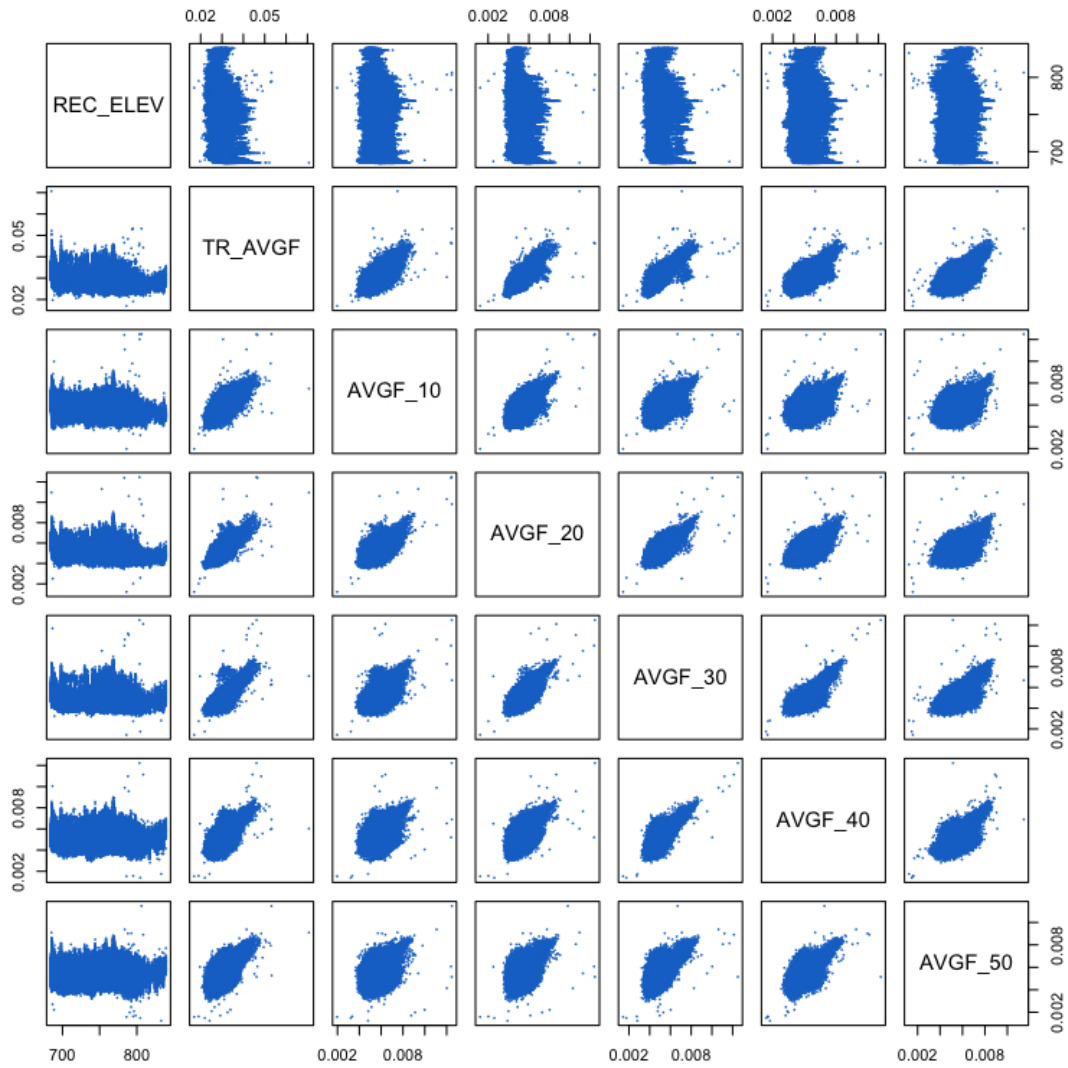 0.02 0.05 0.002 0.008 0.002 0.008
REC_ELEV 700 800
0.02 0.05 TR_AVGF
AVGF_10 0.002 0.008
0.002 0.008 AVGF_20
AVGF_30 0.002 0.008
0.002 0.008 AVGF_40
AVGF_50 0.002 0.008
700 800 0.002 0.008 0.002 0.008 0.002 0.008